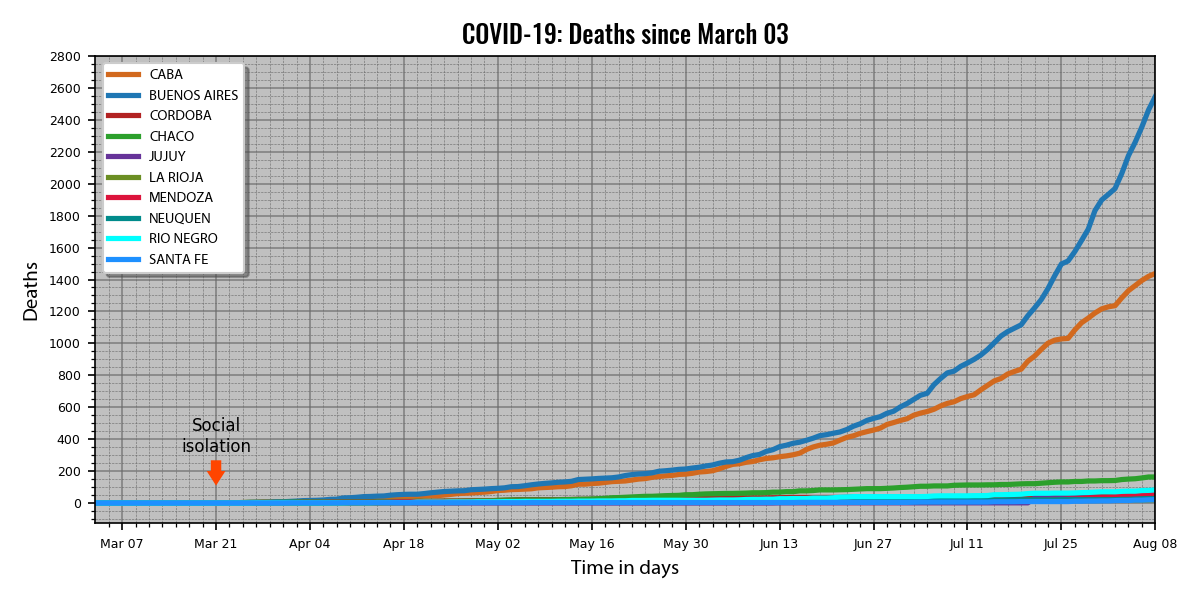 COVID-19: Deaths since March 03
2800
2600
2400
2200
2000
1800
1600
1400
1200
1000
800
600
400
200
0
Deaths
CABA
BUENOS AIRES
CORDOBA
CHACO
JUJUY
LA RIOJA
MENDOZA
NEUQUEN
RIO NEGRO
SANTA FE
Social
isolation
Mar 07 Mar 21 Apr 04 Apr 18 May 02 May 16 May 30 Jun 13 Jun 27 Jul 11 Jul 25 Aug 08
Time in days